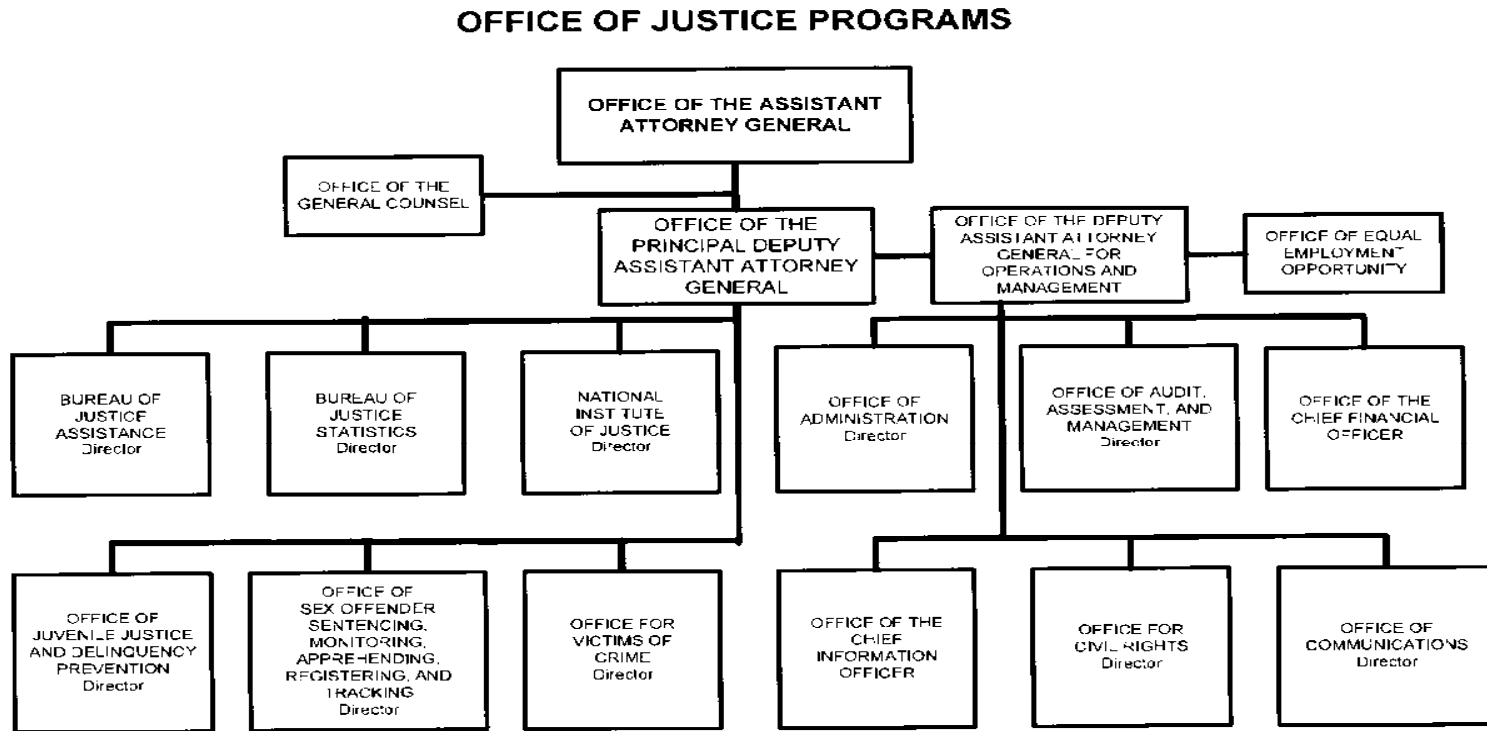 OFFICE OF JUSTICE PROGRAMS
OFFICE OF THE ASSISTANT
ATTORNEY GENERAL
OFFICE OF THE
GENERAL COUNSEL
OFFICE OF THE
PRINCIPAL DEPUTY
ASSISTANT ATTORNEY
GENERAL
OFFICE OF THE DEPUTY
ASSISTANT ATTORNEY
GENERAL FOR
OPERATIONS AND
MANAGEMENT
OFFICE OF EQUAL
EMPLOYMENT
OPPORTUNITY
BUREAU OF
JUSTICE
ASSISTANCE
Director
BUREAU OF
JUSTICE
STATISTICS
Director
NATIONAL
INSTITUTE
OF JUSTICE
Director
OFFICE OF
ADMINISTRATION
Director
OFFICE OF AUDIT,
ASSESSMENT, AND
MANAGEMENT
Director
OFFICE OF THE
CHIEF FINANCIAL
OFFICER
OFFICE OF
JUVENILE JUSTICE
AND DELINQUENCY
PREVENTION
Director
OFFICE OF
SEX OFFENDER
SENTENCING,
MONITORING,
APPREHENDING,
REGISTERING, AND
TRACKING
Director
OFFICE FOR
VICTIMS OF
CRIME
Director
OFFICE OF THE
CHIEF
INFORMATION
OFFICER
OFFICE FOR
CIVIL RIGHTS
Director
OFFICE OF
COMMUNICATIONS
Director